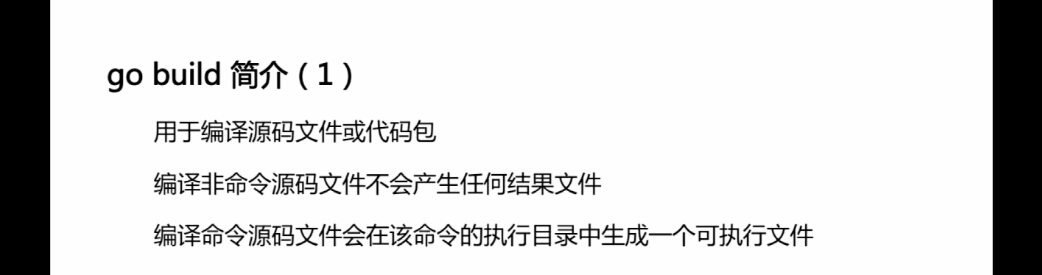 go build 简介（1）
用于编译源码文件或代码包
编译非命令源码文件不会产生任何结果文件
编译命令源码文件会在该命令的执行目录中生成一个可执行文件